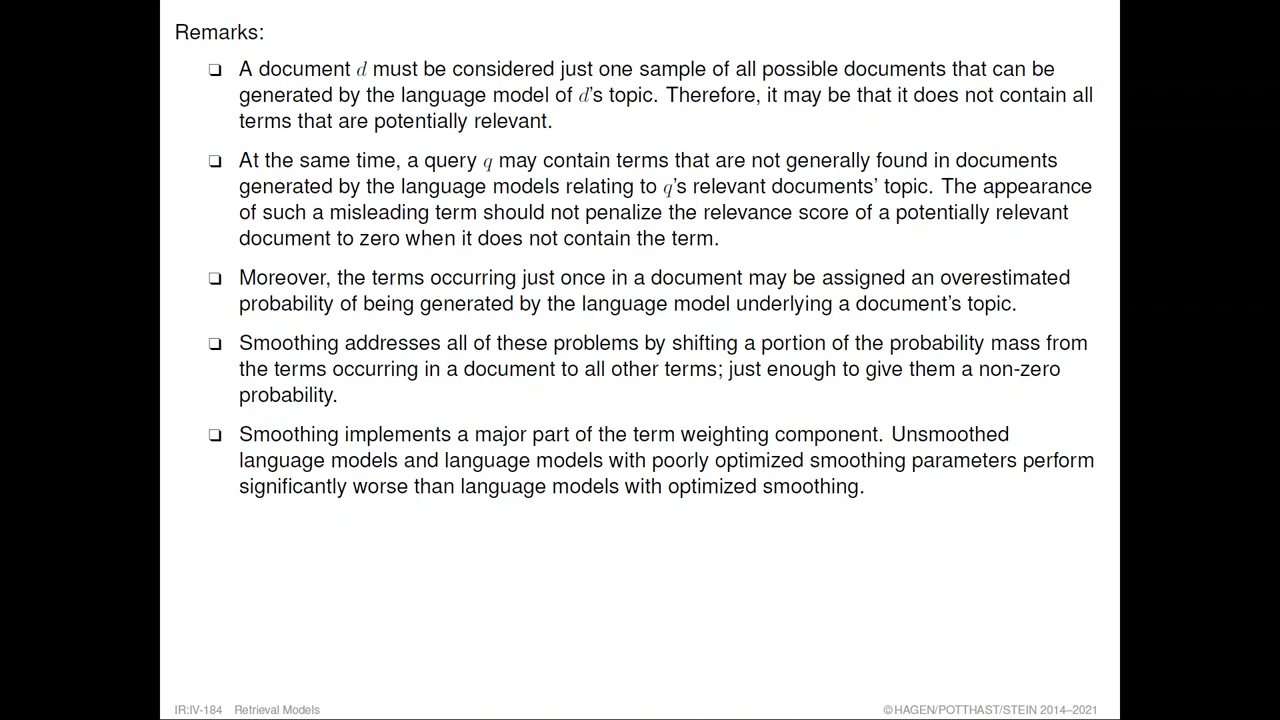 Remarks:
❑ A document d must be considered just one sample of all possible documents that can be
generated by the language model of d's topic. Therefore, it may be that it does not contain all
terms that are potentially relevant.
❑ At the same time, a query q may contain terms that are not generally found in documents
generated by the language models relating to q's relevant documents' topic. The appearance
of such a misleading term should not penalize the relevance score of a potentially relevant
document to zero when it does not contain the term.
❑ Moreover, the terms occurring just once in a document may be assigned an overestimated
probability of being generated by the language model underlying a document's topic.
❑ Smoothing addresses all of these problems by shifting a portion of the probability mass from
the terms occurring in a document to all other terms; just enough to give them a non-zero
probability.
❑ Smoothing implements a major part of the term weighting component. Unsmoothed
language models and language models with poorly optimized smoothing parameters perform
significantly worse than language models with optimized smoothing.
IR:IV-184 Retrieval Models
©HAGEN/POTTHAST/STEIN 2014–2021